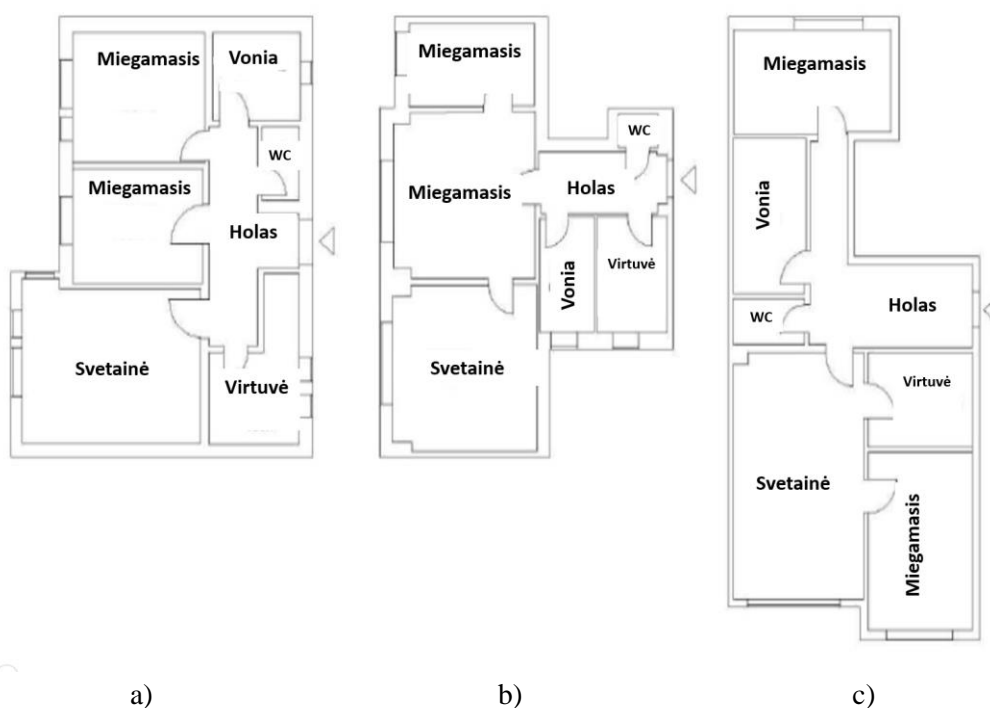 Miegamasis
Vonia
WC
Miegamasis
Holas
Svetainė
Virtuvė
Miegamasis
WC
Miegamasis
Holas
Vonia
Virtuvė
Svetainė
Miegamasis
Vonia
Holas
WC
Virtuvė
Svetainė
Miegamasis
a)
b)
c)